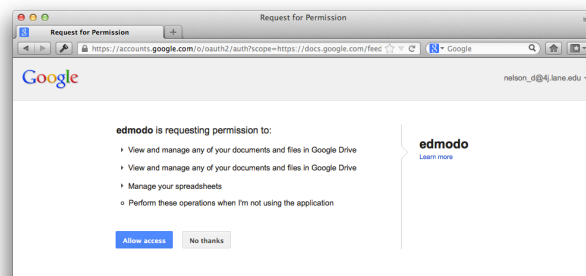 Request for Permission
Request for Permission
https://accounts.google.com/o/oauth2/auth?scope=https://docs.google.com/feed
Google
Google
nelson_d@4j.lane.edu
edmodo is requesting permission to:
View and manage any of your documents and files in Google Drive
View and manage any of your documents and files in Google Drive
Manage your spreadsheets
Perform these operations when I'm not using the application
edmodo
Learn more
Allow access
No thanks